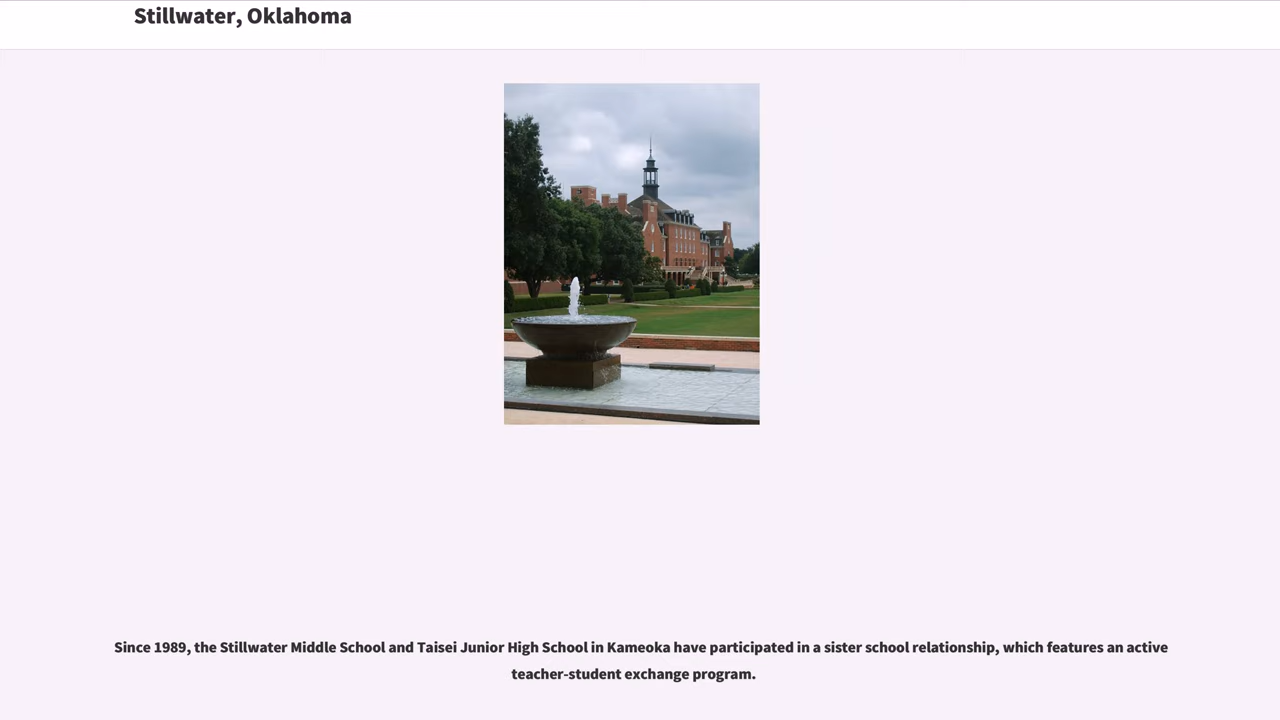 Stillwater, Oklahoma
Since 1989, the Stillwater Middle School and Taisei Junior High School in Kameoka have participated in a sister school relationship, which features an active
teacher-student exchange program.